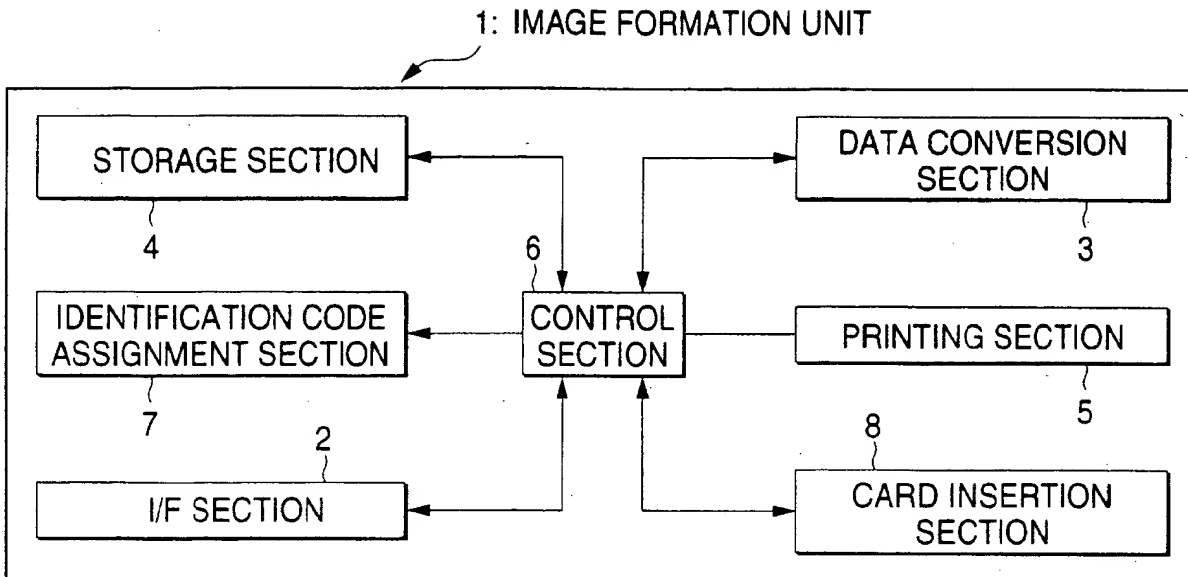 1: IMAGE FORMATION UNIT
STORAGE SECTION
4
DATA CONVERSION
SECTION
3
IDENTIFICATION CODE
ASSIGNMENT SECTION
7
6
CONTROL
SECTION
PRINTING SECTION
5
2
I/F SECTION
8
CARD INSERTION
SECTION